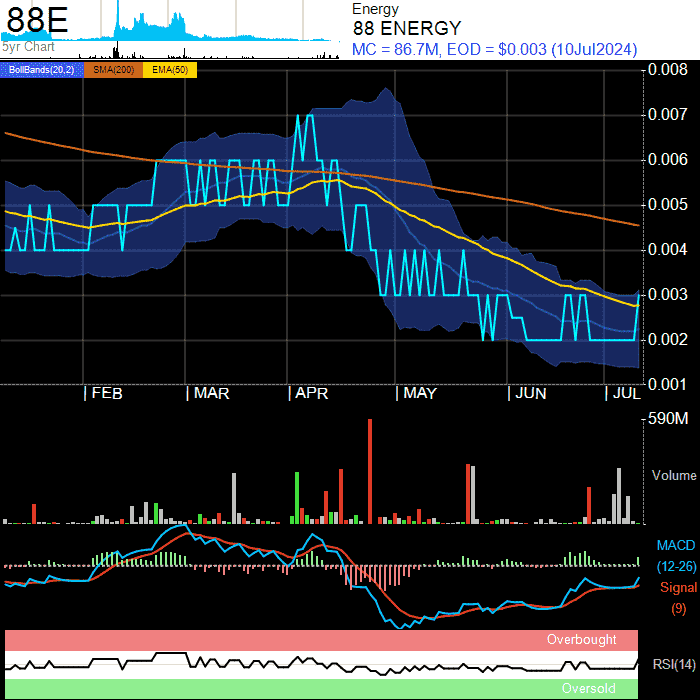 88E
5yr Chart
Energy
88 ENERGY
MC = 86.7M, EOD = $0.003 (10Jul2024)
BollBands(20,2) SMA(200) EMA(50)
0.008
0.007
0.006
0.005
0.004
0.003
0.002
0.001
FEB MAR APR MAY JUN JUL
590M
Volume
MACD
(12-26)
Signal
(9)
Overbought
RSI(14)
Oversold